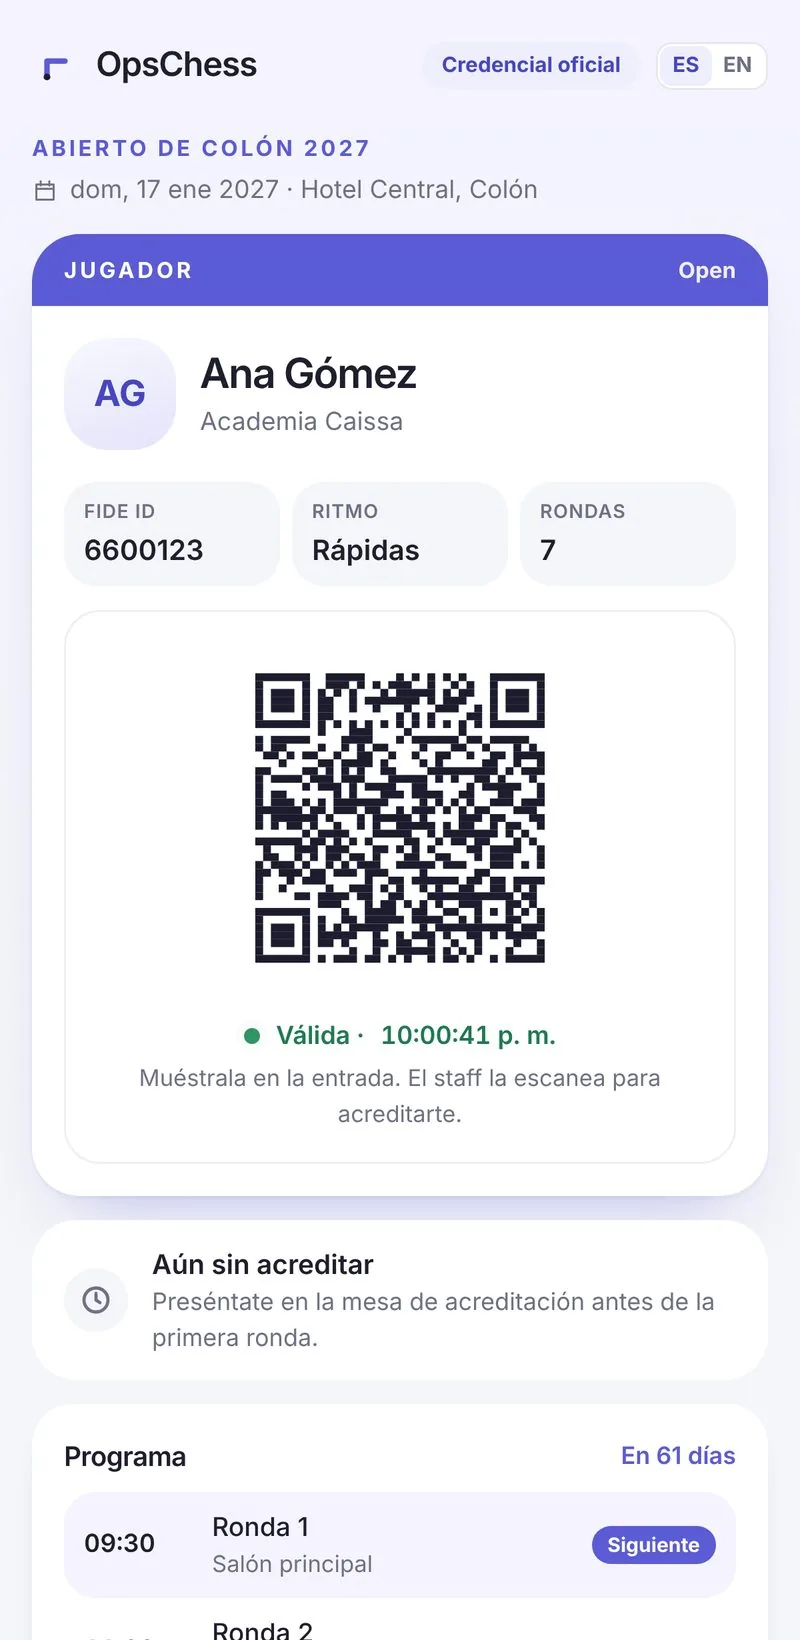 OpsChess
Credencial oficial
ES EN
ABIERTO DE COLÓN 2027
dom, 17 ene 2027 · Hotel Central, Colón
JUGADOR
Open
AG
Ana Gómez
Academia Caissa
FIDE ID
6600123
RITMO
Rápidas
RONDAS
7
Válida · 10:00:41 p. m.
Muéstrala en la entrada. El staff la escanea para
acreditarte.
Aún sin acreditar
Preséntate en la mesa de acreditación antes de la
primera ronda.
Programa
En 61 días
09:30
Ronda 1
Salón principal
Siguiente
Ronda 2